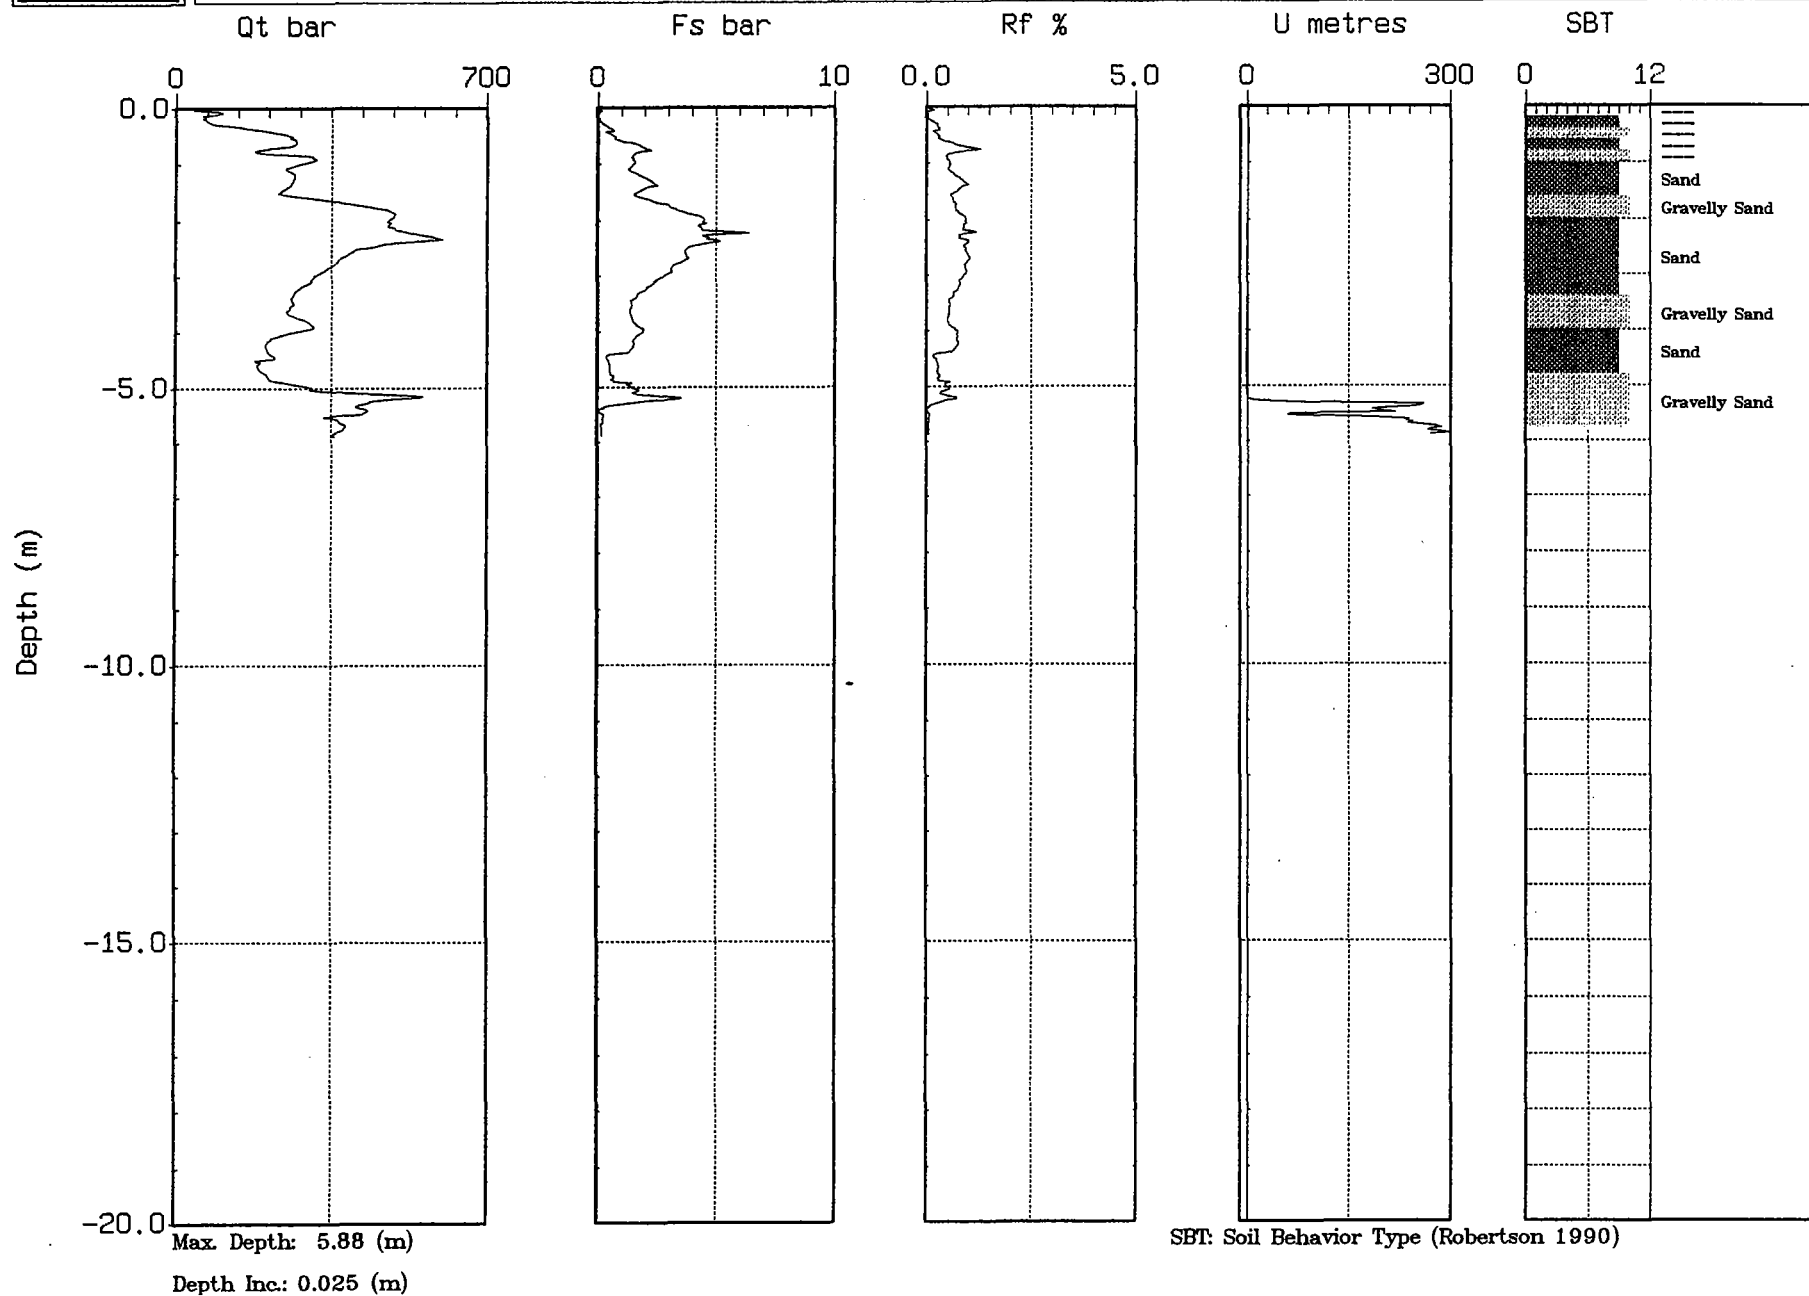 Qt bar Fs bar Rf % U metres SBT
0 700 0 10 0.0 5.0 0 300 0 12
0.0
Sand
Gravelly Sand
Sand
Gravelly Sand
Sand
-5.0
Gravelly Sand
Depth (m)
-10.0
-15.0
-20.0
Max. Depth: 5.88 (m)
SBT: Soil Behavior Type (Robertson 1990)
Depth Inc.: 0.025 (m)